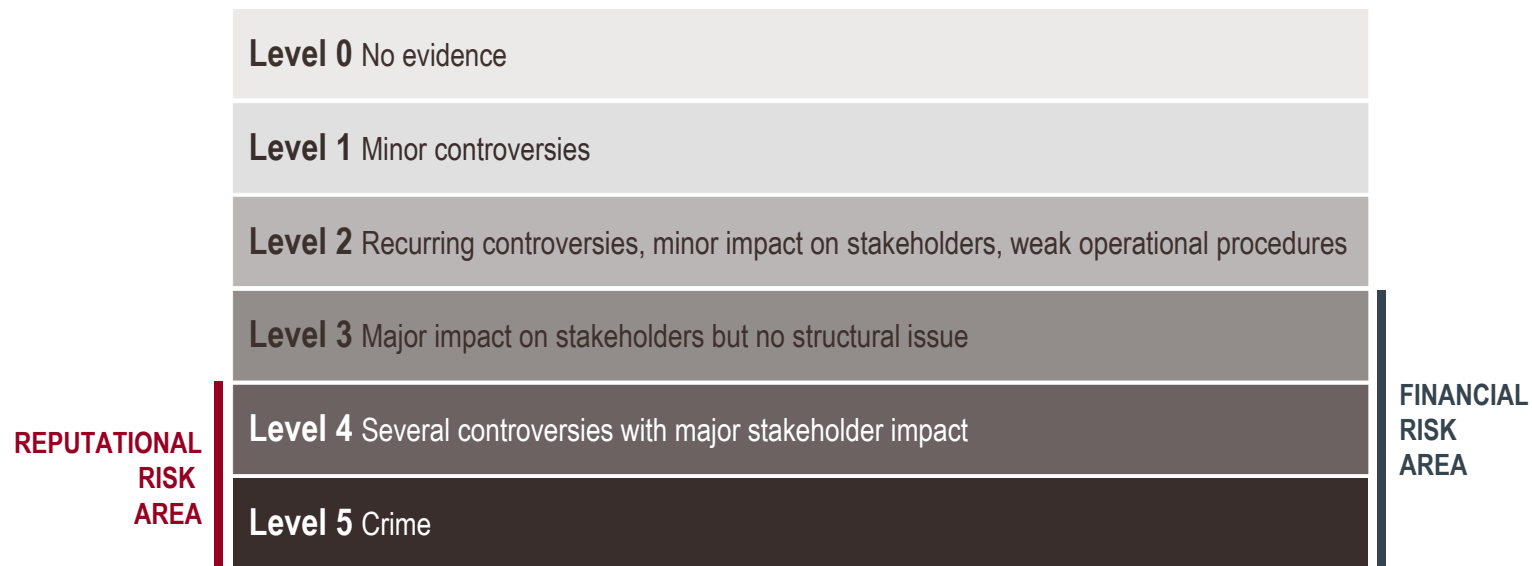 Level 0 No evidence
Level 1 Minor controversies
Level 2 Recurring controversies, minor impact on stakeholders, weak operational procedures
Level 3 Major impact on stakeholders but no structural issue
Level 4 Several controversies with major stakeholder impact
Level 5 Crime
REPUTATIONAL
RISK
AREA
FINANCIAL
RISK
AREA